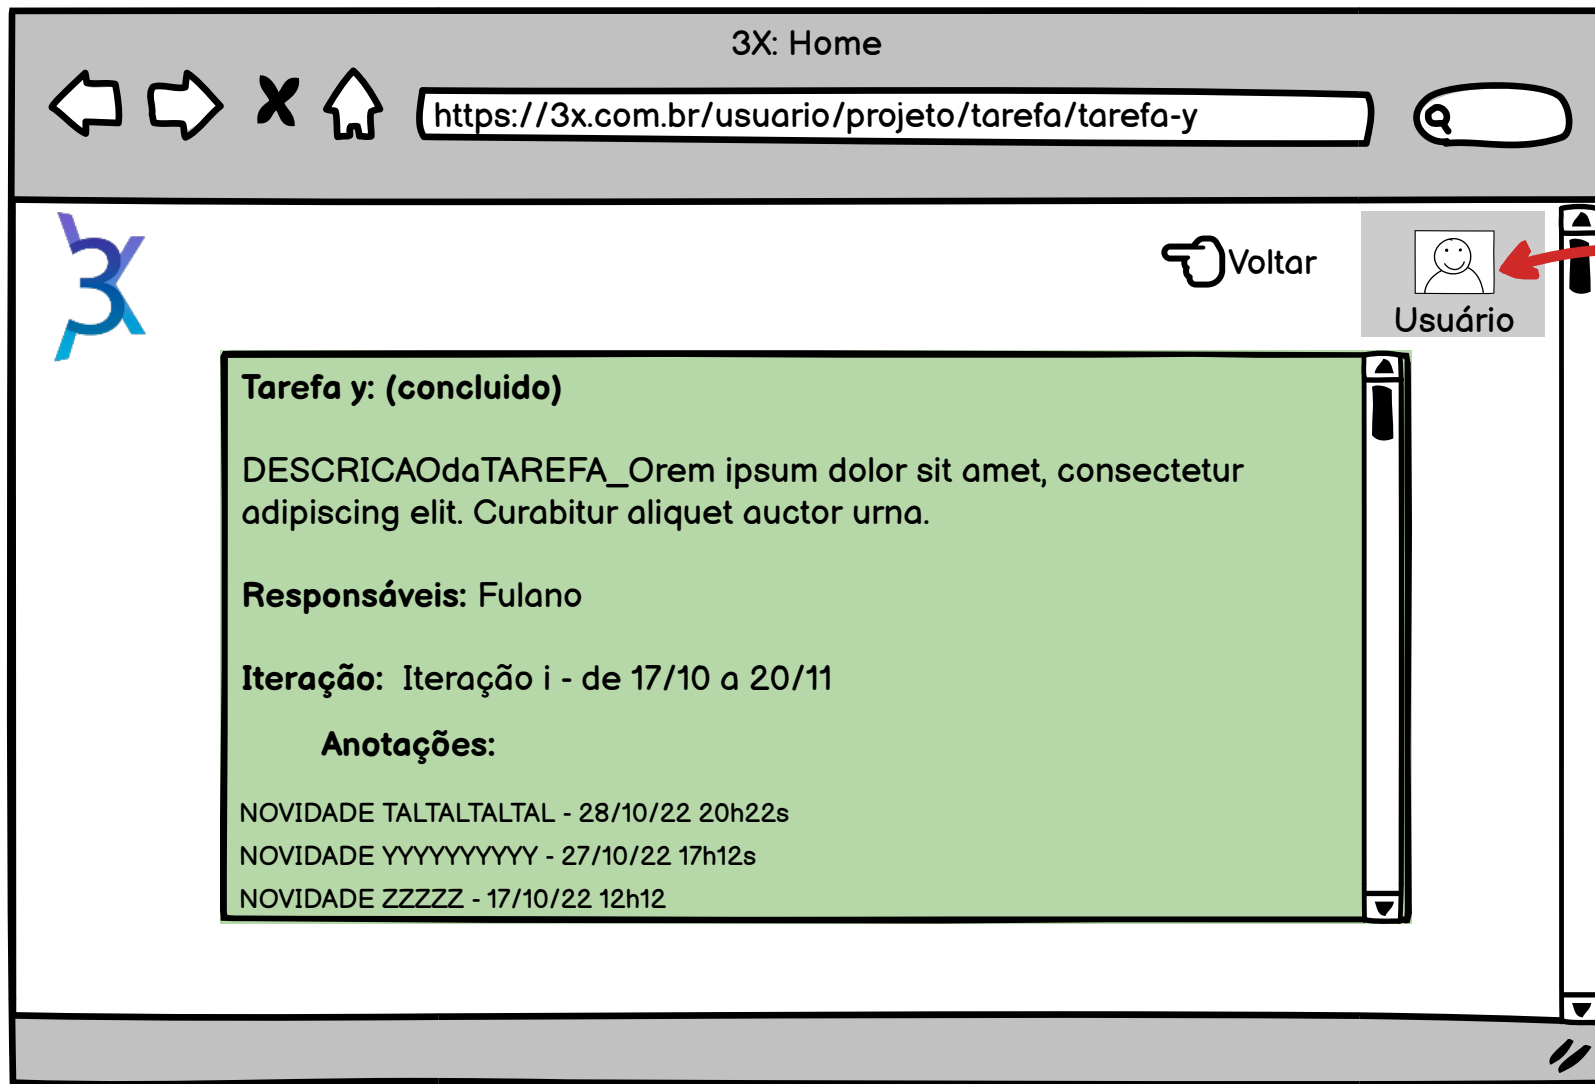 3X: Home
https://3x.com.br/usuario/projeto/tarefa/tarefa-y
3X
Voltar
Usuário
Tarefa y: (concluido)
DESCRICAOdaTAREFA_Orem ipsum dolor sit amet, consectetur
adipiscing elit. Curabitur aliquet auctor urna.
Responsáveis: Fulano
Iteração: Iteração i - de 17/10 a 20/11
Anotações:
NOVIDADE TALTALTALTAL - 28/10/22 20h22s
NOVIDADE YYYYYYYYYY - 27/10/22 17h12s
NOVIDADE ZZZZZ - 17/10/22 12h12